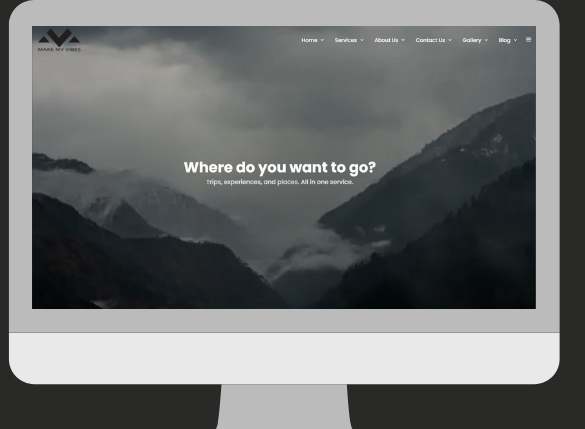 MAKE MY VIBES
Home Services About Us Contact Us Gallery Blog
Where do you want to go?
Trips, experiences, and places. All in one service.